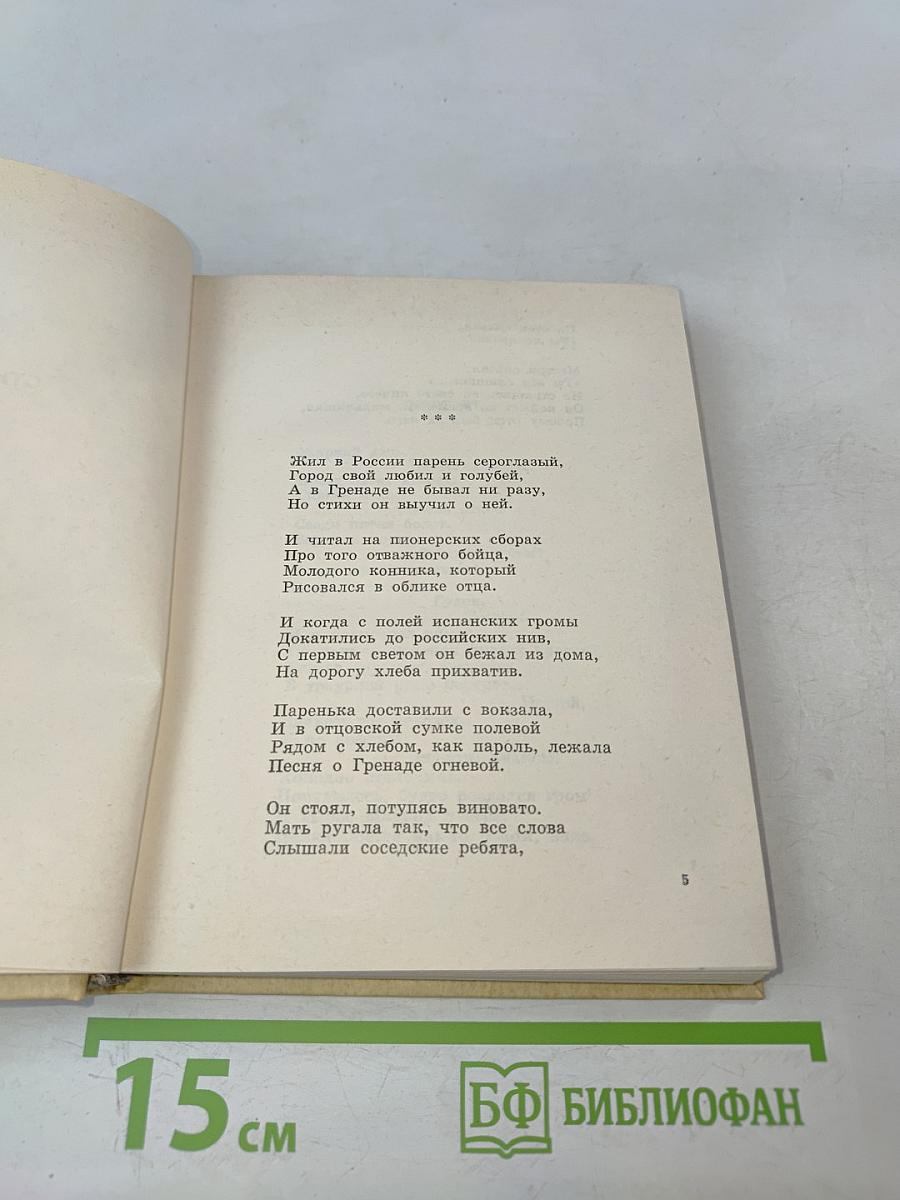 * * *
Жил в России парень сероглазый,
Город свой любил и голубей,
А в Гренаде не бывал ни разу,
Но стихи он выучил о ней.
И читал на пионерских сборах
Про того отважного бойца,
Молодого конника, который
Рисовался в облике отца.
И когда с полей испанских громы
Докатились до российских нив,
С первым светом он бежал из дома,
На дорогу хлеба прихватив.
Паренька доставили с вокзала,
И в отцовской сумке полевой
Рядом с хлебом, как пароль, лежала
Песня о Гренаде огневой.
Он стоял, потупясь виновато.
Мать ругала так, что все слова
Слышали соседские ребята,
5
15 см
БФ БИБЛИОФАН